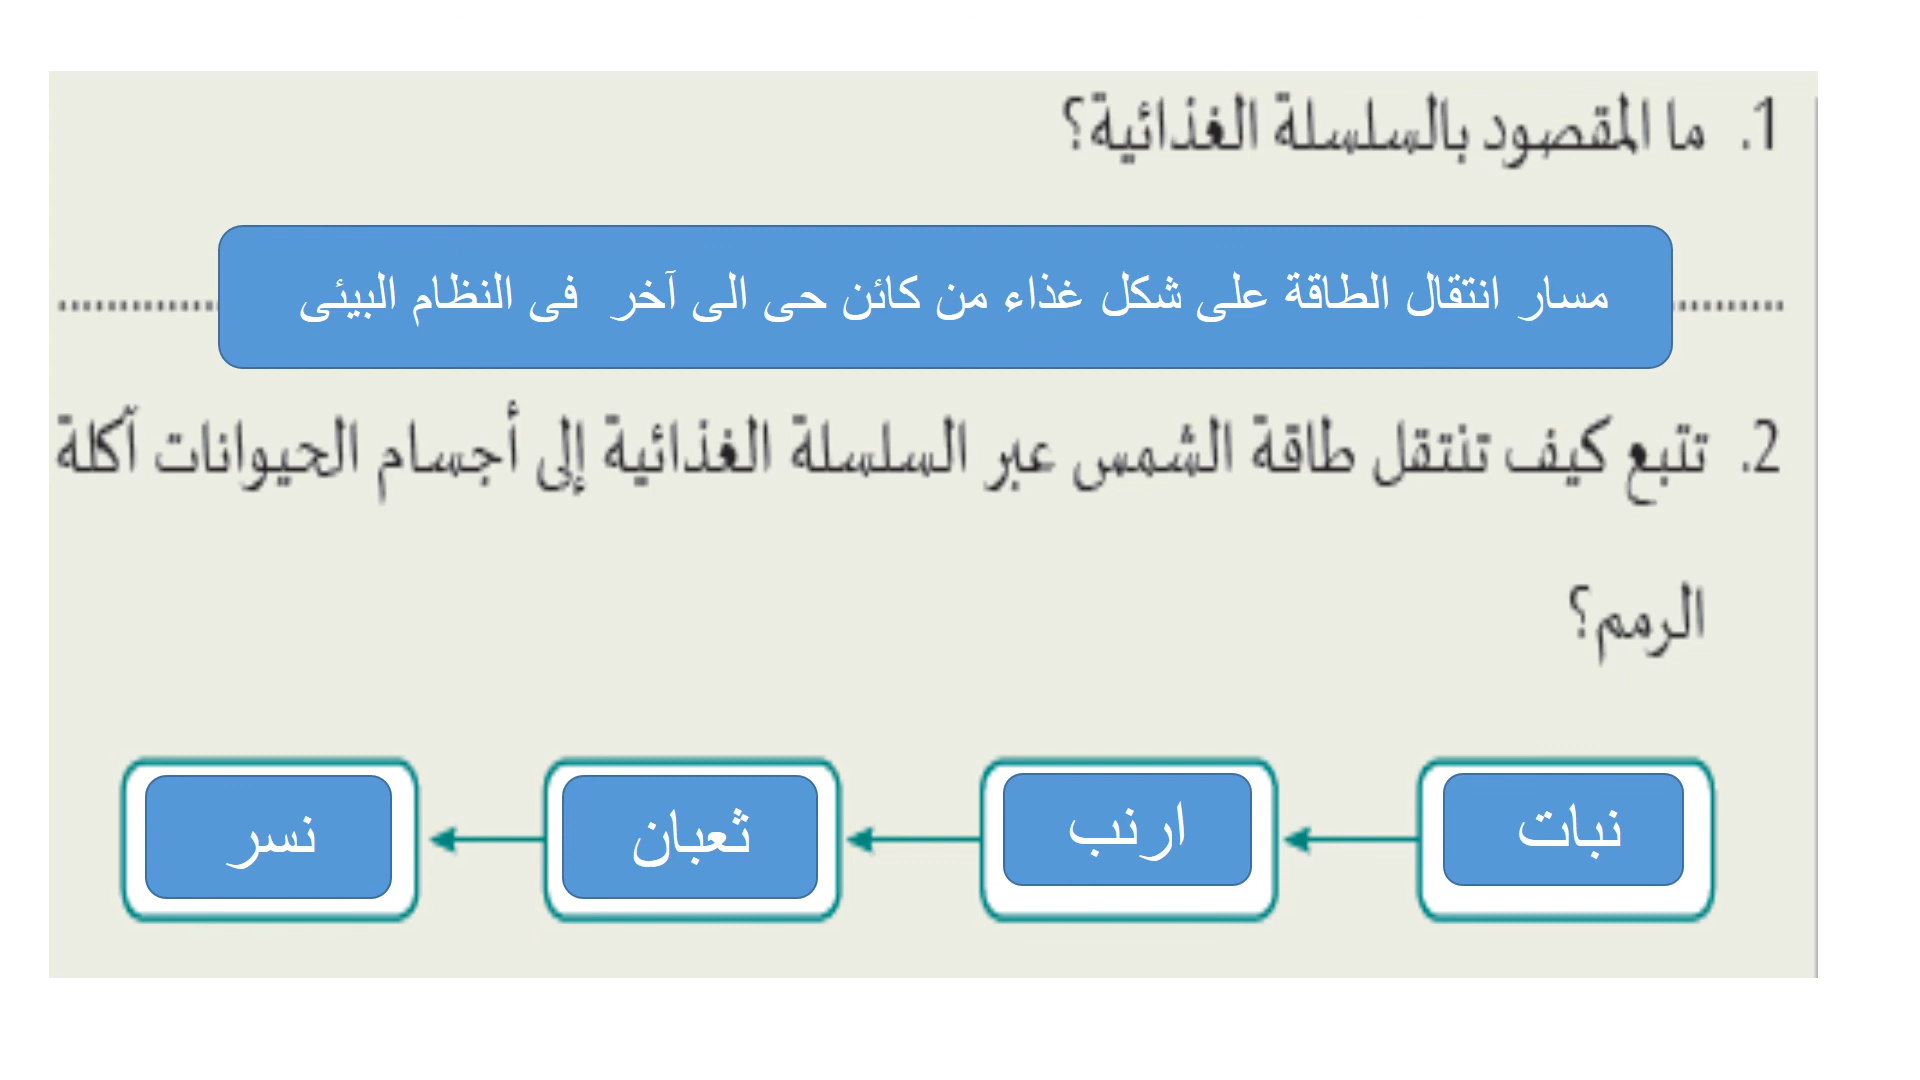 1. ما المقصود بالسلسلة الغذائية؟
مسار انتقال الطاقة على شكل غذاء من كائن حى الى آخر فى النظام البيئى
2. تتبع كيف تنتقل طاقة الشمس عبر السلسلة الغذائية إلى أجسام الحيوانات آكلة
الرمم؟
نبات
ارنب
ثعبان
نسر